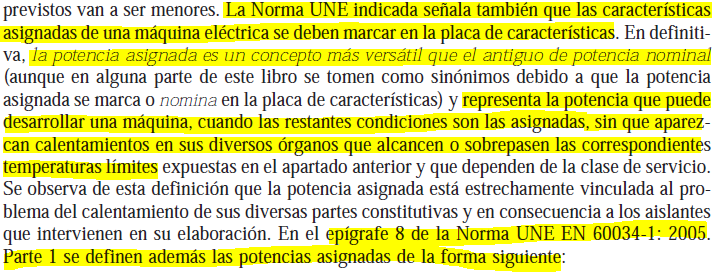 previstos van a ser menores. La Norma UNE indicada señala también que las características
asignadas de una máquina eléctrica se deben marcar en la placa de características. En definiti-
va, la potencia asignada es un concepto más versátil que el antiguo de potencia nominal
(aunque en alguna parte de este libro se tomen como sinónimos debido a que la potencia
asignada se marca o nomina en la placa de características) y representa la potencia que puede
desarrollar una máquina, cuando las restantes condiciones son las asignadas, sin que aparez-
can calentamientos en sus diversos órganos que alcancen o sobrepasen las correspondientes
temperaturas límites expuestas en el apartado anterior y que dependen de la clase de servicio.
Se observa de esta definición que la potencia asignada está estrechamente vinculada al pro-
blema del calentamiento de sus diversas partes constitutivas y en consecuencia a los aislantes
que intervienen en su elaboración. En el epígrafe 8 de la Norma UNE EN 60034-1: 2005.
Parte 1 se definen además las potencias asignadas de la forma siguiente: